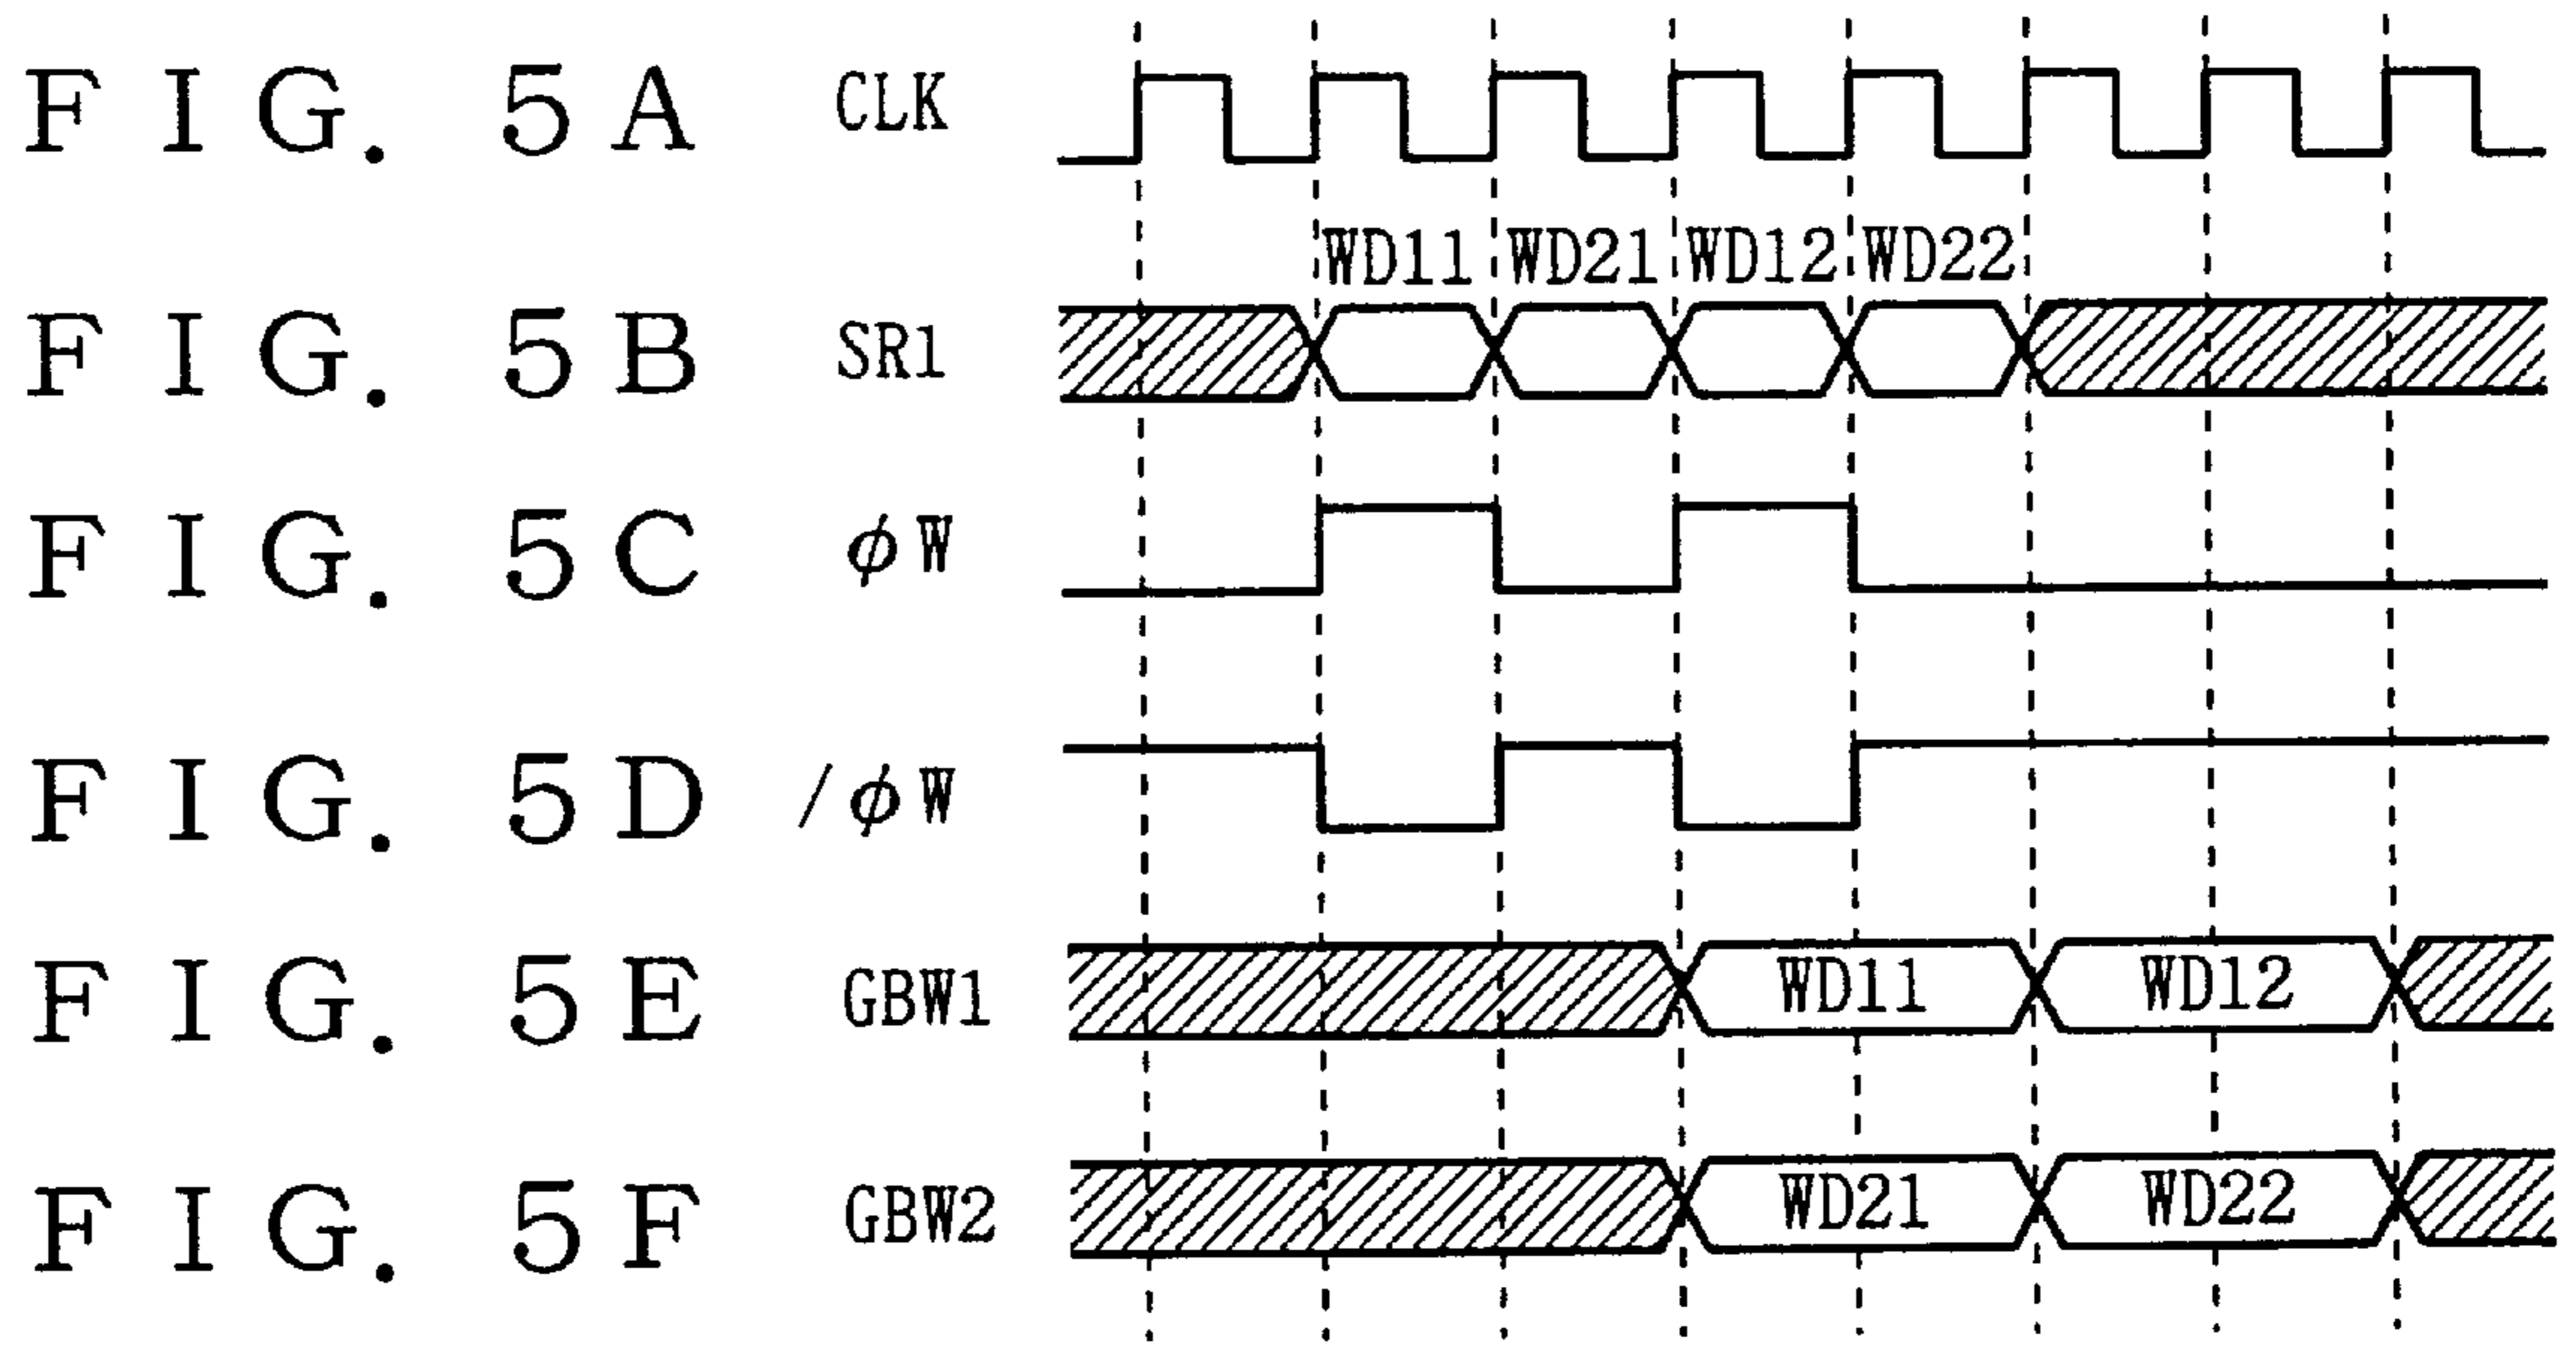 FIG. 5A CLK
WD11 WD21 WD12 WD22
FIG. 5B SR1
FIG. 5C φW
FIG. 5D /φW
FIG. 5E GBW1 WD11 WD12
FIG. 5F GBW2 WD21 WD22